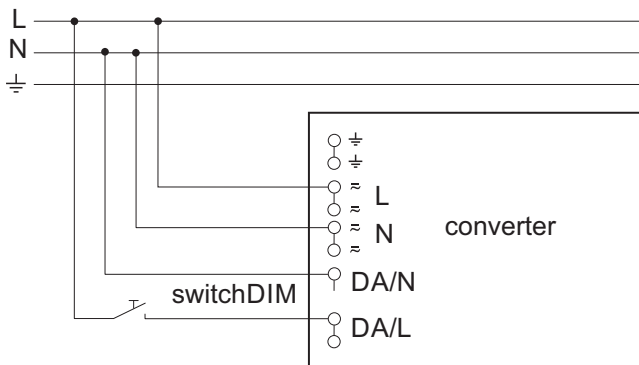 L
N
L
N
converter
DA/N
switchDIM
DA/L